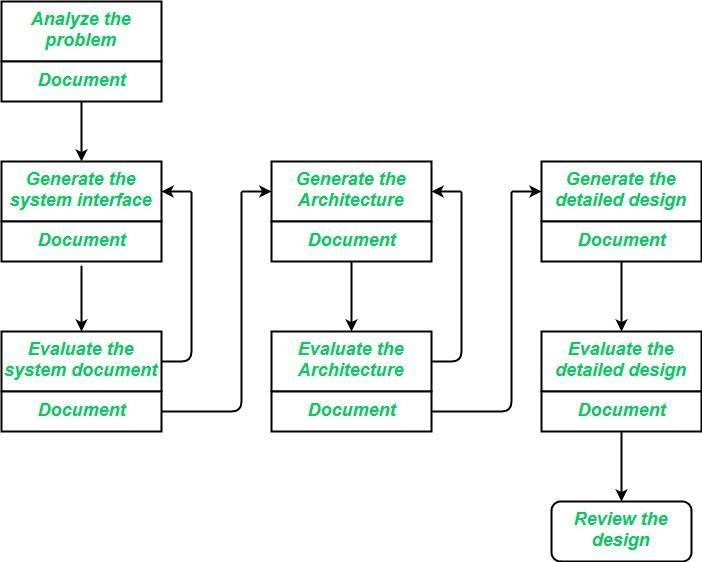 Analyze the
problem
Document
Generate the
system interface
Document
Evaluate the
system document
Document
Generate the
Architecture
Document
Evaluate the
Architecture
Document
Generate the
detailed design
Document
Evaluate the
detailed design
Document
Review the
design